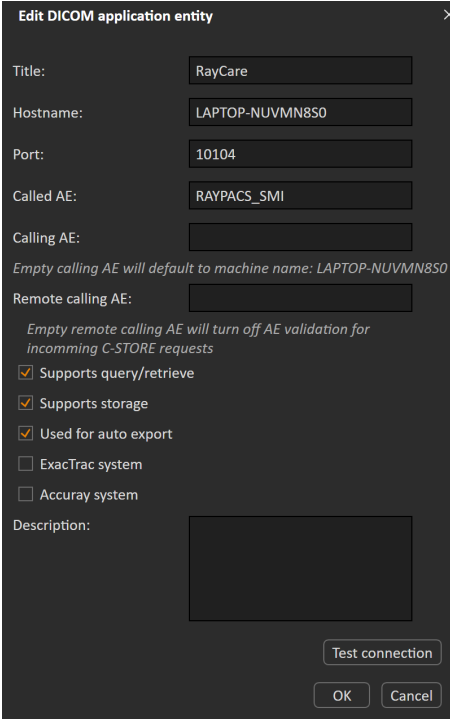 Edit DICOM application entity
Title: RayCare
Hostname: LAPTOP-NUVMN8S0
Port: 10104
Called AE: RAYPACS_SMI
Calling AE:
Empty calling AE will default to machine name: LAPTOP-NUVMN8S0
Remote calling AE:
Empty remote calling AE will turn off AE validation for
incomming C-STORE requests
Supports query/retrieve
Supports storage
Used for auto export
ExacTrac system
Accuray system
Description:
Test connection
OK Cancel